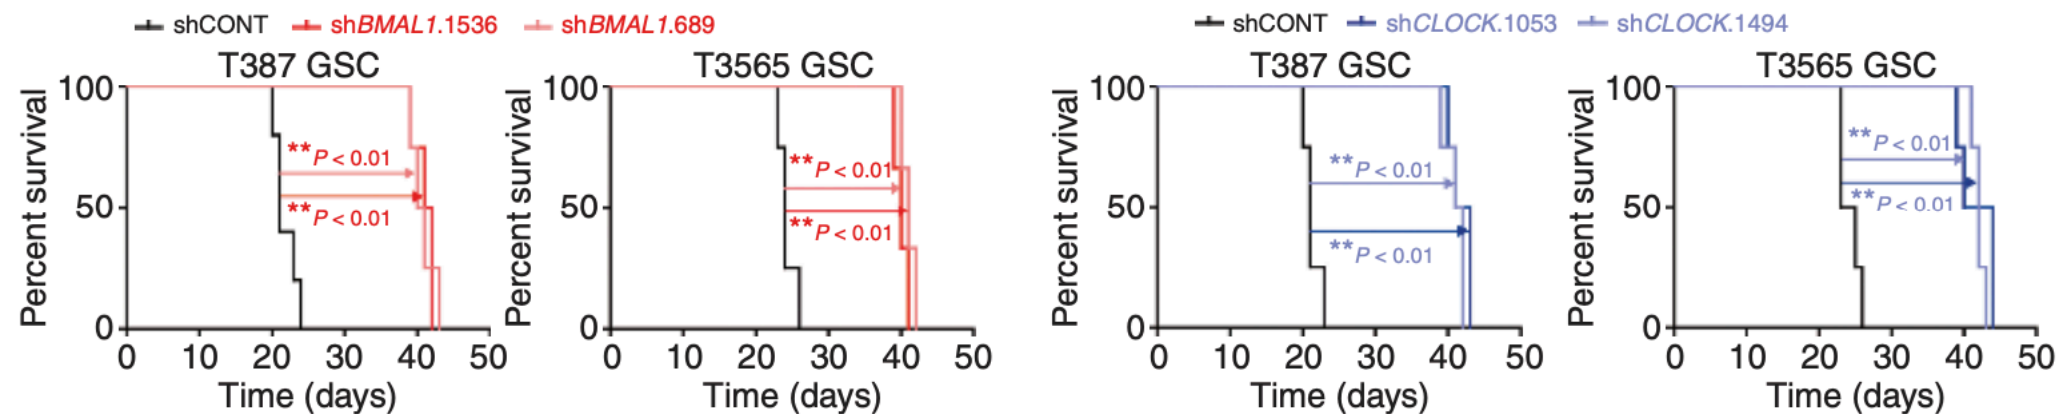 shCONT shBMAL1.1536 shBMAL1.689
T387 GSC
Percent survival
100
50
0
**P < 0.01
**P < 0.01
0 10 20 30 40 50
Time (days)
T3565 GSC
Percent survival
100
50
0
**P < 0.01
**P < 0.01
0 10 20 30 40 50
Time (days)
shCONT shCLOCK.1053 shCLOCK.1494
T387 GSC
Percent survival
100
50
0
**P < 0.01
**P < 0.01
0 10 20 30 40 50
Time (days)
T3565 GSC
Percent survival
100
50
0
**P < 0.01
**P < 0.01
0 10 20 30 40 50
Time (days)